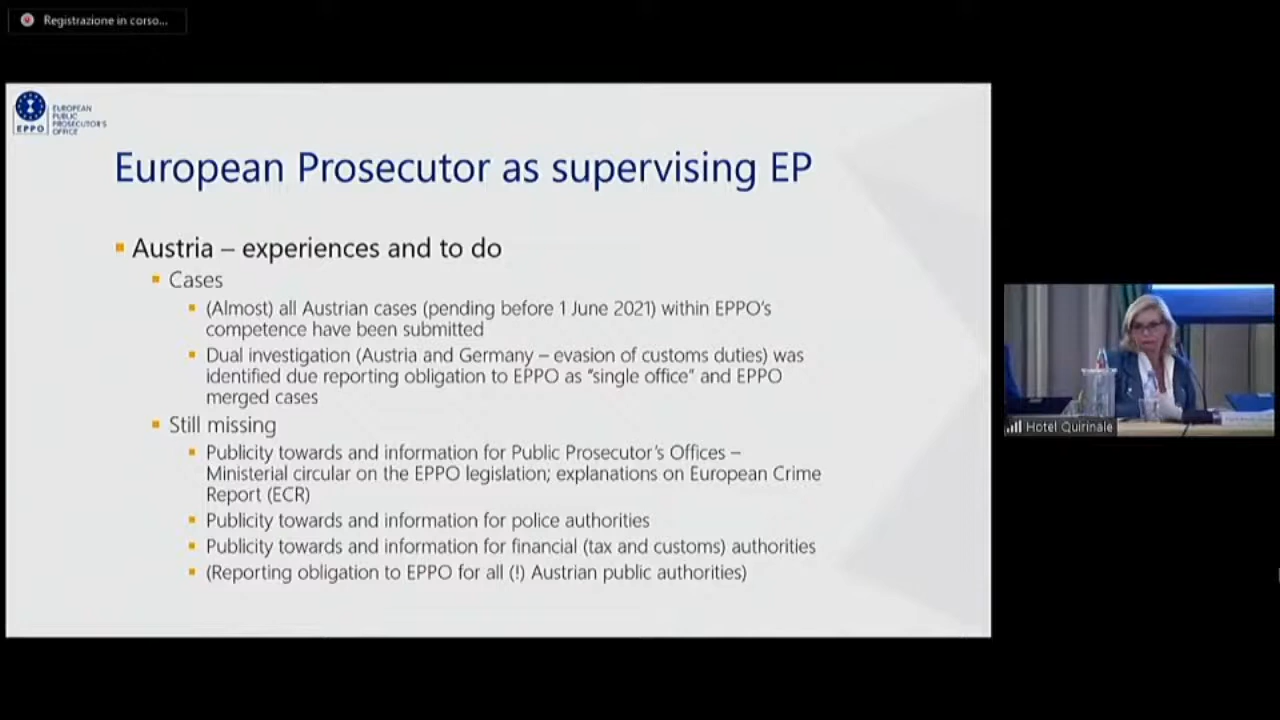 Registrazione in corso...
EPPO
EUROPEAN
PUBLIC
PROSECUTOR'S
OFFICE
European Prosecutor as supervising EP
Austria – experiences and to do
Cases
(Almost) all Austrian cases (pending before 1 June 2021) within EPPO's
competence have been submitted
Dual investigation (Austria and Germany – evasion of customs duties) was
identified due reporting obligation to EPPO as "single office" and EPPO
merged cases
Still missing
Publicity towards and information for Public Prosecutor's Offices –
Ministerial circular on the EPPO legislation; explanations on European Crime
Report (ECR)
Publicity towards and information for police authorities
Publicity towards and information for financial (tax and customs) authorities
(Reporting obligation to EPPO for all (!) Austrian public authorities)
Hotel Quirinale